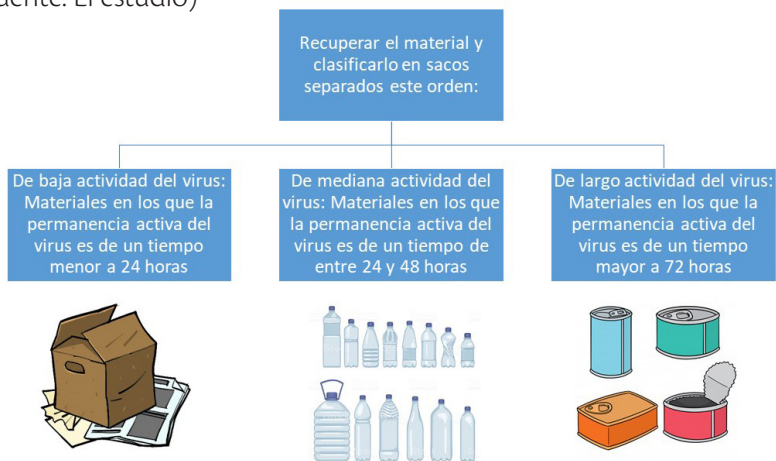 El estudio)
Recuperar el material y
clasificarlo en sacos
separados este orden:
De baja actividad del virus:
Materiales en los que la
permanencia activa del
virus es de un tiempo
menor a 24 horas
De mediana actividad del
virus: Materiales en los que
la permanencia activa del
virus es de un tiempo de
entre 24 y 48 horas
De largo actividad del virus:
Materiales en los que la
permanencia activa del
virus es de un tiempo
mayor a 72 horas